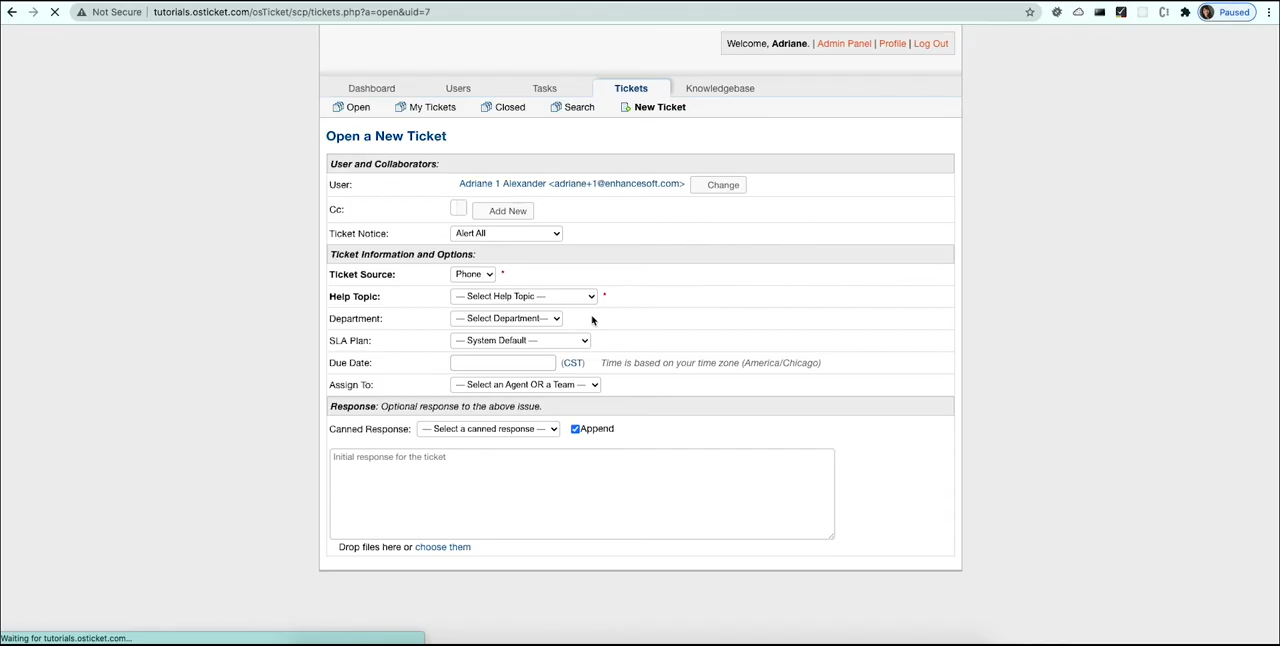 Not Secure tutorials.osticket.com/osTicket/scp/tickets.php?a=open&uid=7 Paused
Welcome, Adriane. | Admin Panel | Profile | Log Out
Dashboard Users Tasks Tickets Knowledgebase
Open My Tickets Closed Search New Ticket
Open a New Ticket
User and Collaborators:
User: Adriane 1 Alexander <adriane+1@enhancesoft.com> Change
Cc: Add New
Ticket Notice: Alert All
Ticket Information and Options:
Ticket Source: Phone *
Help Topic: — Select Help Topic — *
Department: — Select Department—
SLA Plan: — System Default —
Due Date: (CST) Time is based on your time zone (America/Chicago)
Assign To: — Select an Agent OR a Team —
Response: Optional response to the above issue.
Canned Response: — Select a canned response — Append
Initial response for the ticket
Drop files here or choose them
Waiting for tutorials.osticket.com...